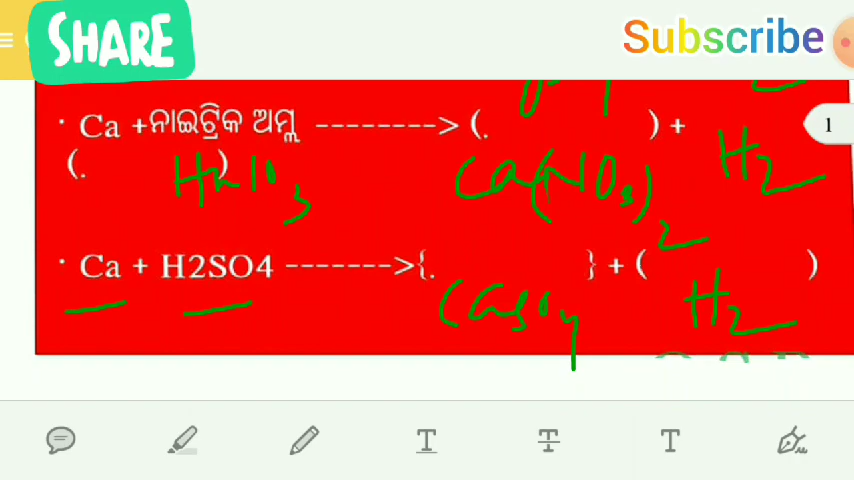 SHARE
Subscribe
· Ca +ନାଇଟ୍ରିକ ଅମ୍ଳ --------> (. ) +
(. )
HNO3
Ca(NO3)2
H2
1
· Ca + H2SO4 ------->{. } + ( )
CaSO4
H2